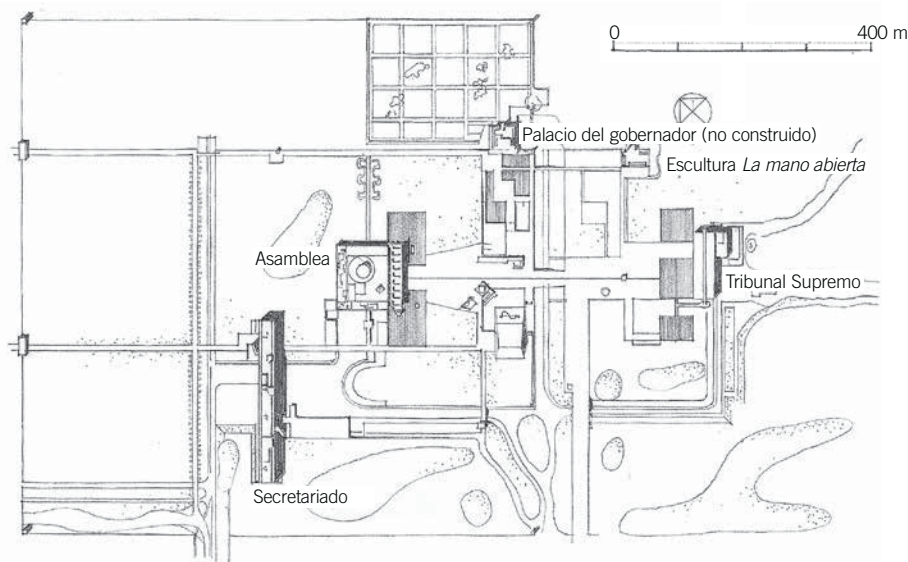 0 400 m
Palacio del gobernador (no construido)
Escultura La mano abierta
Asamblea
Tribunal Supremo
Secretariado